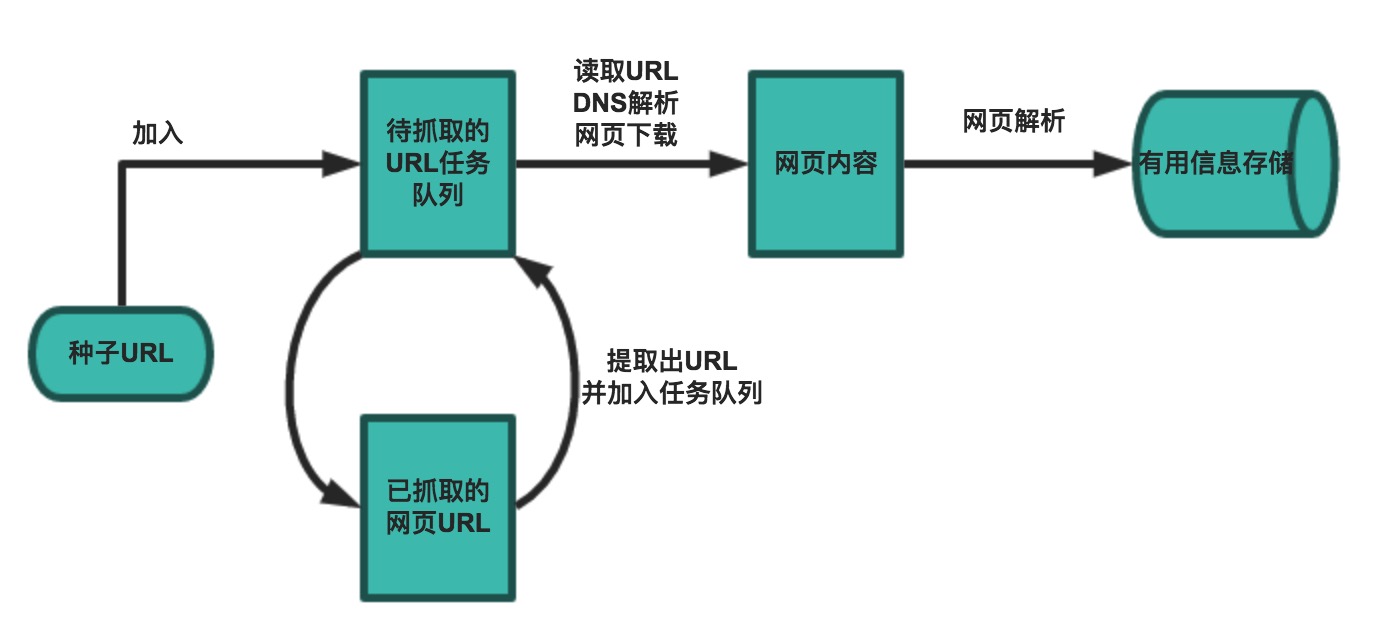 加入
待抓取的
URL任务
队列
读取URL
DNS解析
网页下载
网页内容
网页解析
有用信息存储
种子URL
提取出URL
并加入任务队列
已抓取的
网页URL